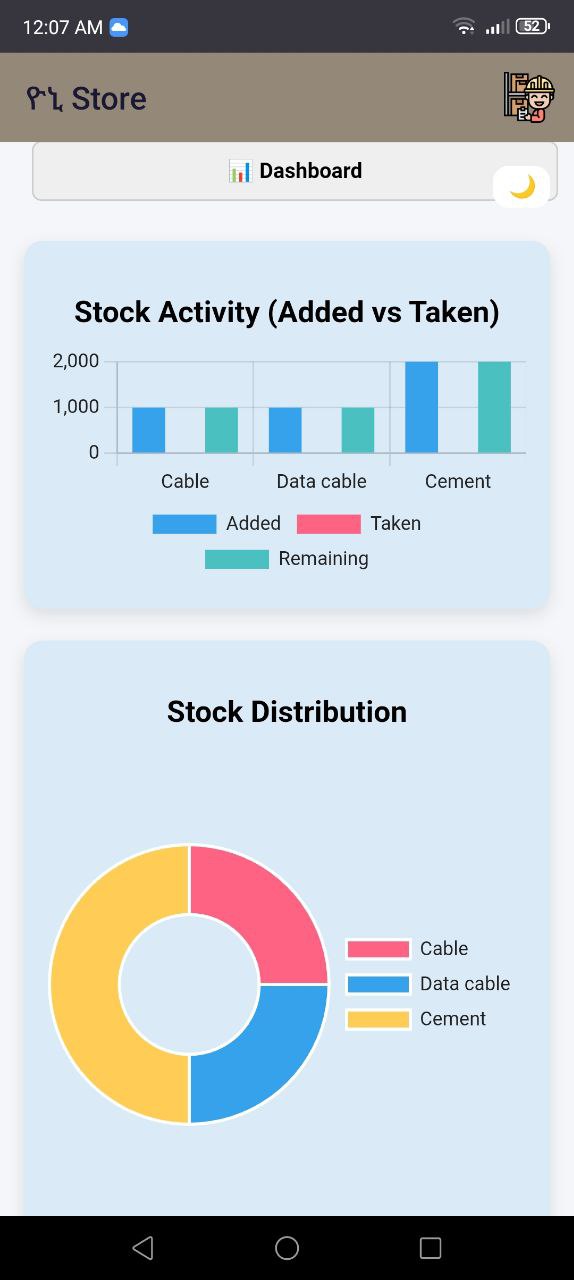 12:07 AM
52
የኔ Store
📊 Dashboard
Stock Activity (Added vs Taken)
2,000
1,000
0
Cable Data cable Cement
Added Taken
Remaining
Stock Distribution
Cable
Data cable
Cement